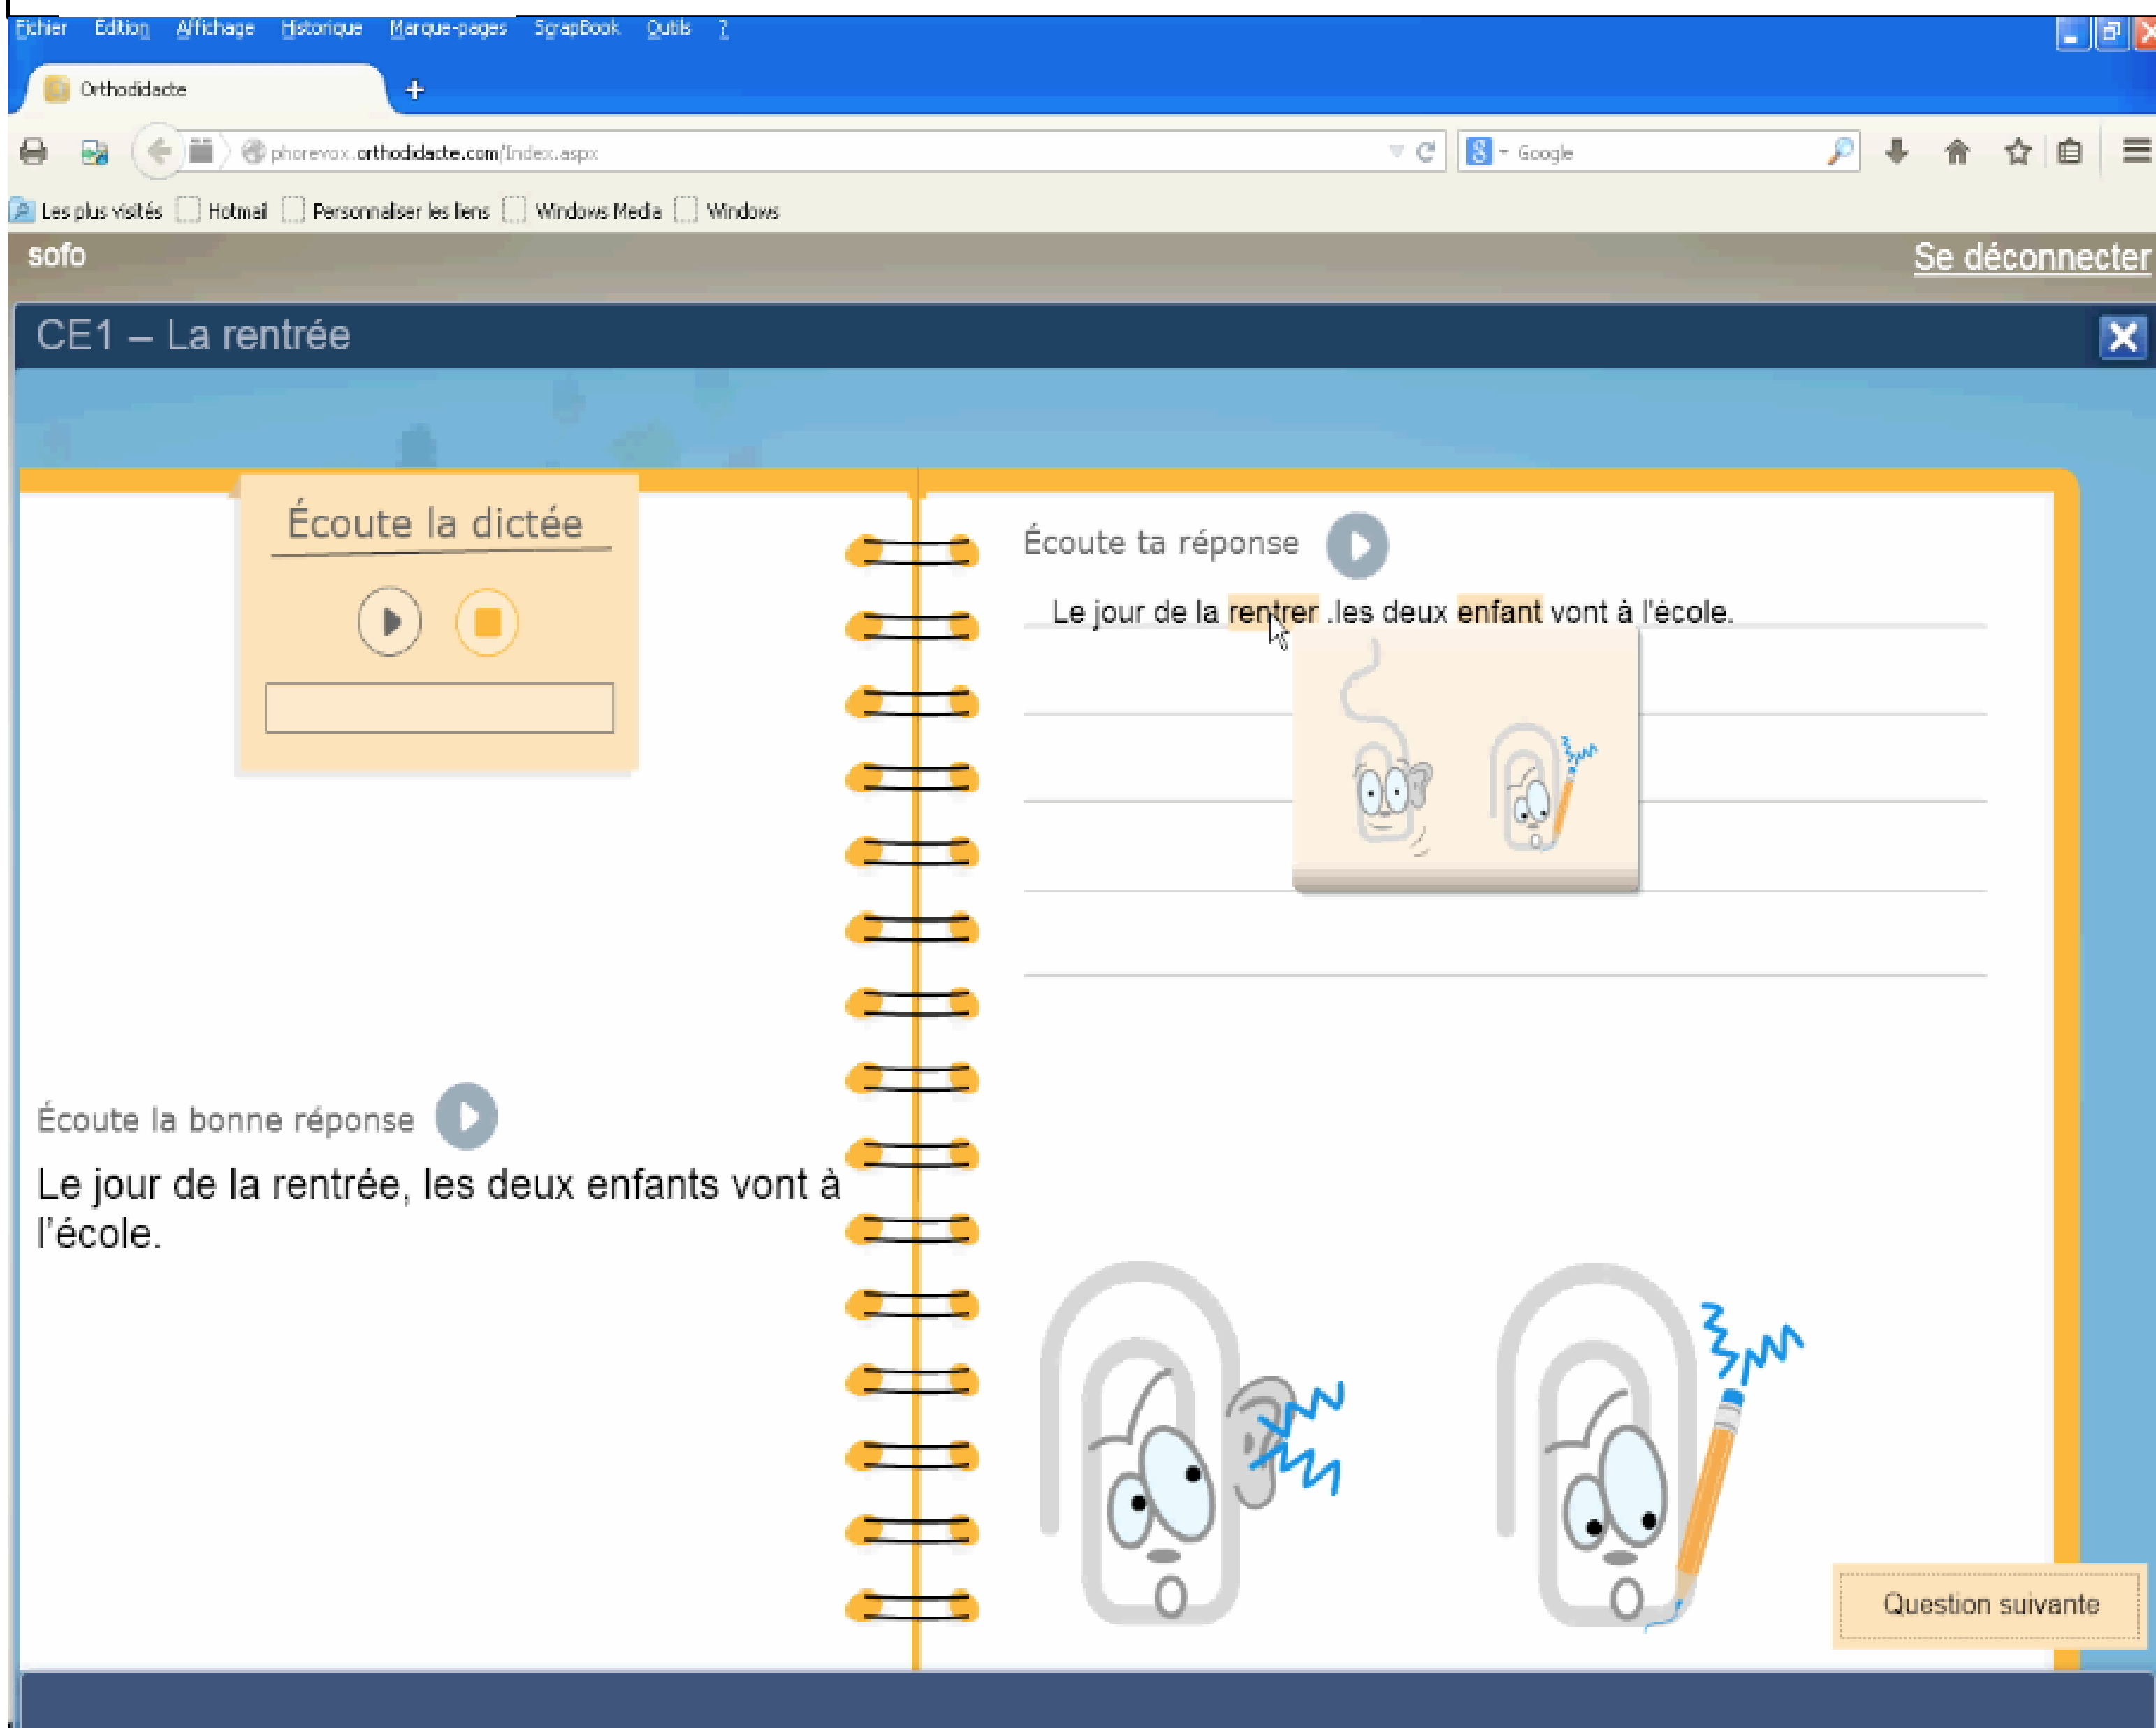 Fichier Edition Affichage Historique Marque-pages ScrapBook Outils ?
Orthodidacte +
phorevox.orthodidacte.com/Index.aspx
8 Google
Les plus visités Hotmail Personnaliser les liens Windows Media Windows
sofo
Se déconnecter
CE1 – La rentrée
Écoute la dictée
Écoute ta réponse
Le jour de la rentrer .les deux enfant vont à l'école.
Écoute la bonne réponse
Le jour de la rentrée, les deux enfants vont à
l'école.
Question suivante